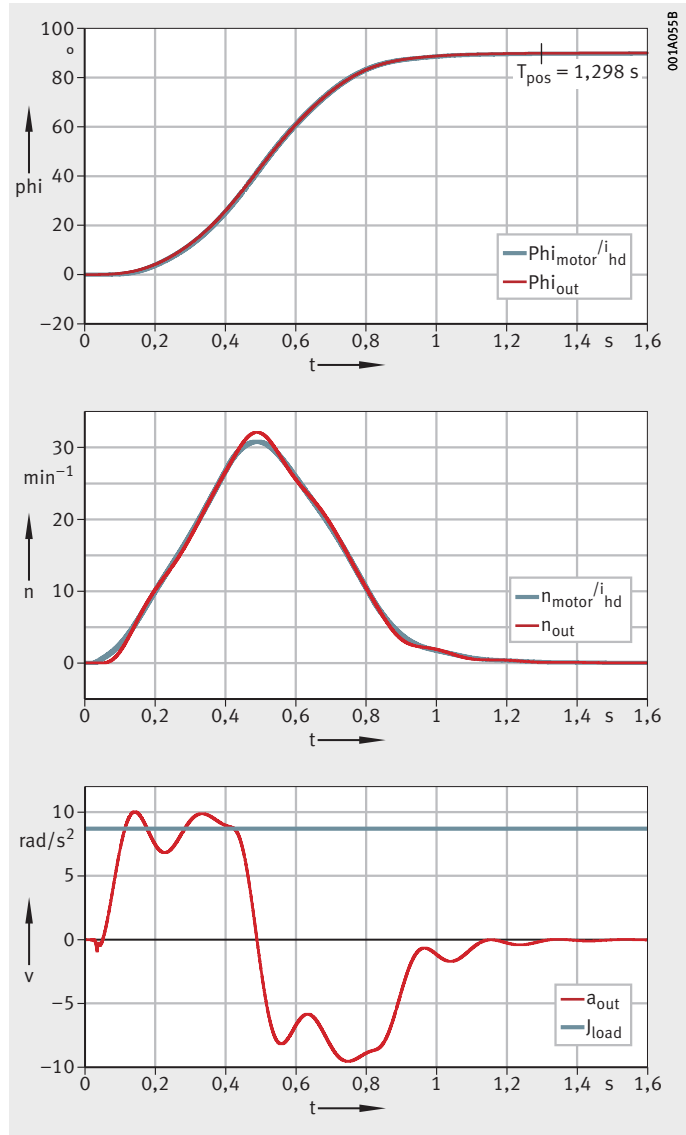 001A055B
100
°
80
60
phi
40
20
0
−20
T_pos = 1,298 s
Phi_motor/i_hd
Phi_out
0 0,2 0,4 0,6 0,8 1 1,2 1,4 s 1,6
t
30
min⁻¹
20
n
10
0
n_motor/i_hd
n_out
0 0,2 0,4 0,6 0,8 1 1,2 1,4 s 1,6
t
10
rad/s²
5
0
v
−5
−10
a_out
J_load
0 0,2 0,4 0,6 0,8 1 1,2 1,4 s 1,6
t